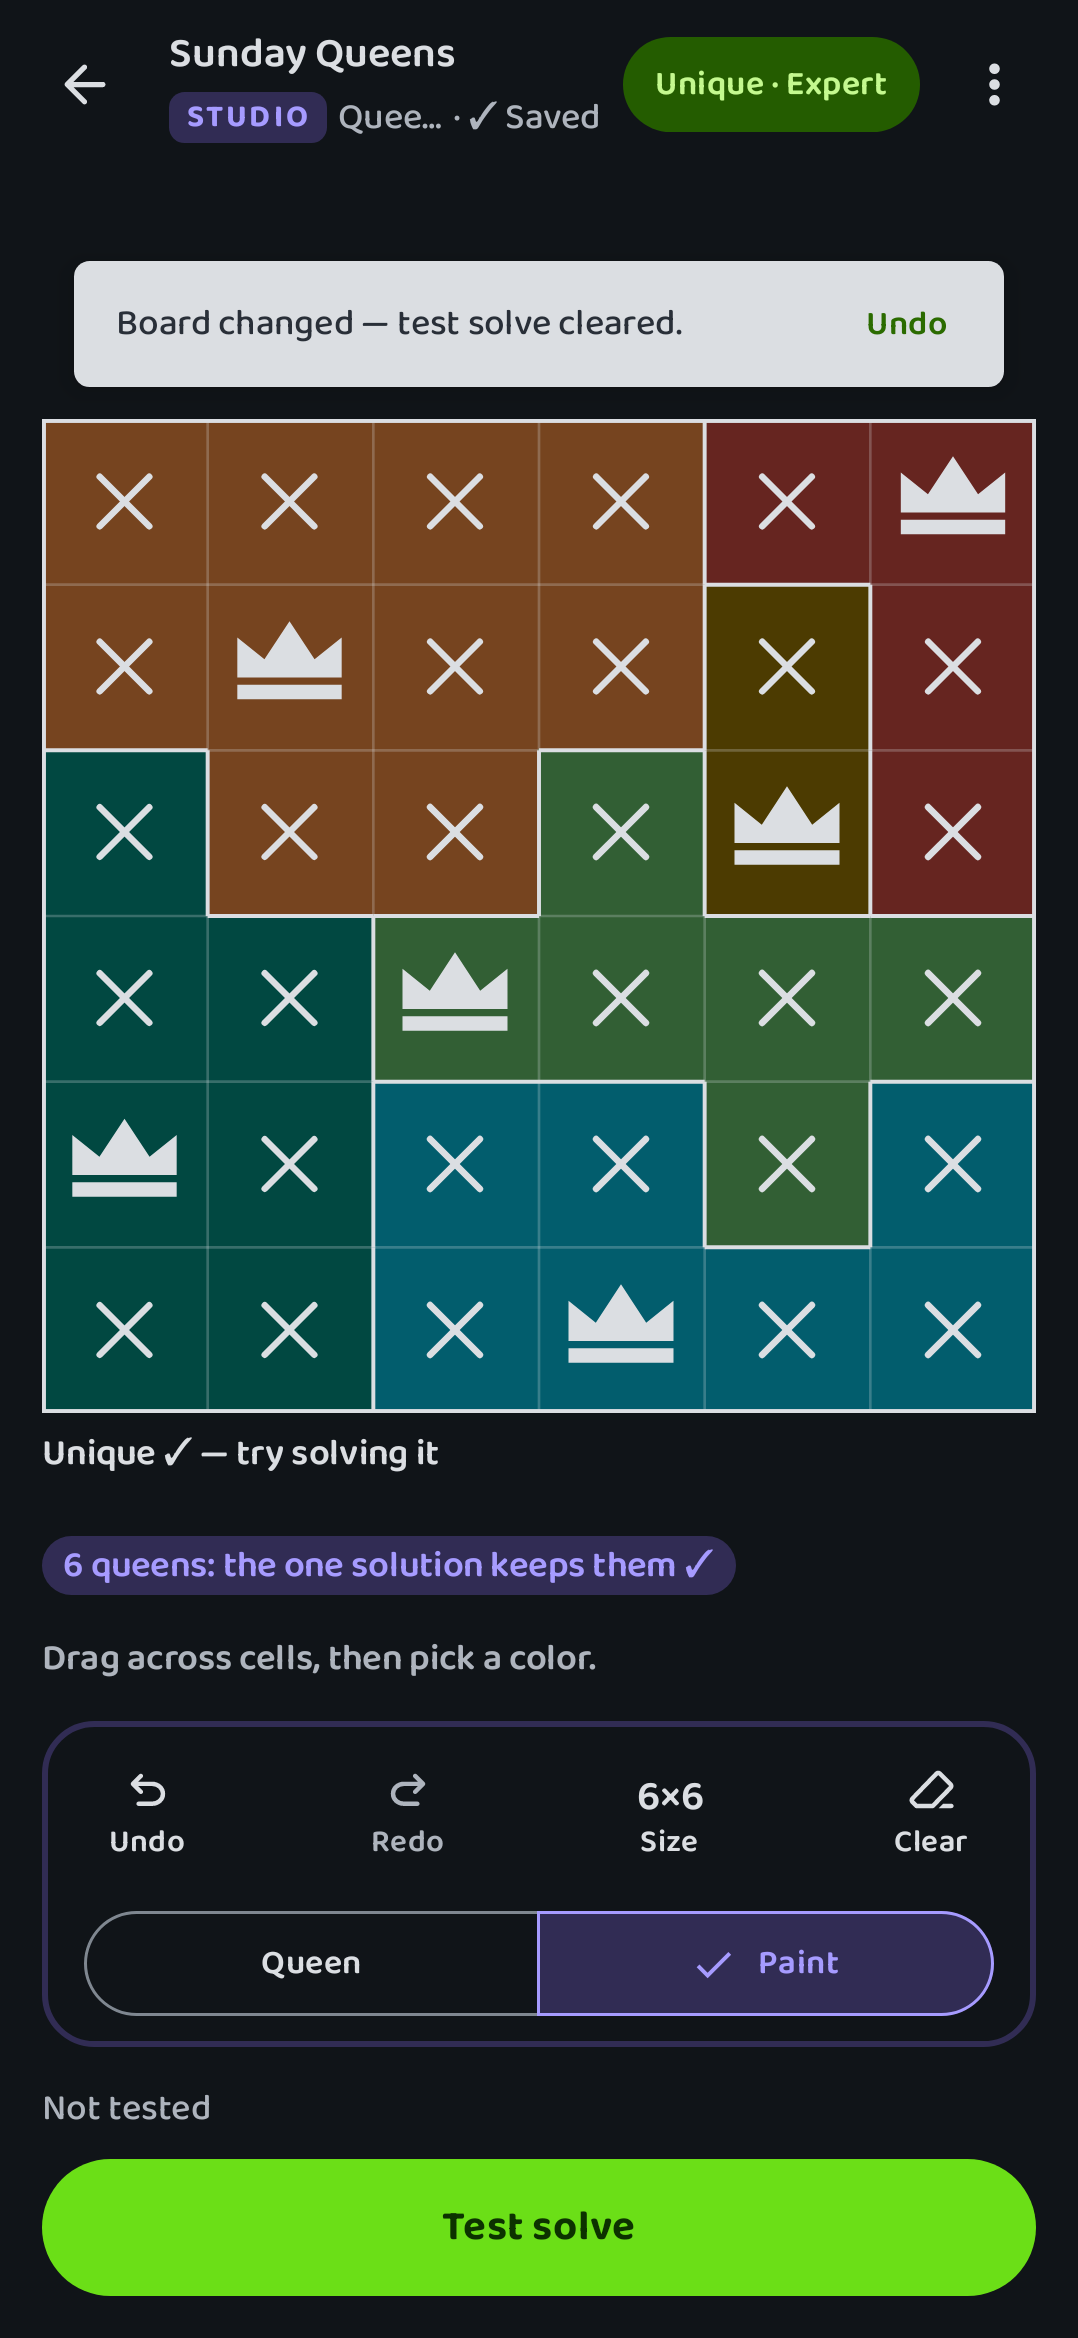 Sunday Queens
STUDIO Quee... · ✓ Saved
Unique · Expert
Board changed — test solve cleared.
Undo
Unique ✓ — try solving it
6 queens: the one solution keeps them ✓
Drag across cells, then pick a color.
Undo
Redo
6×6
Size
Clear
Queen
Paint
Not tested
Test solve